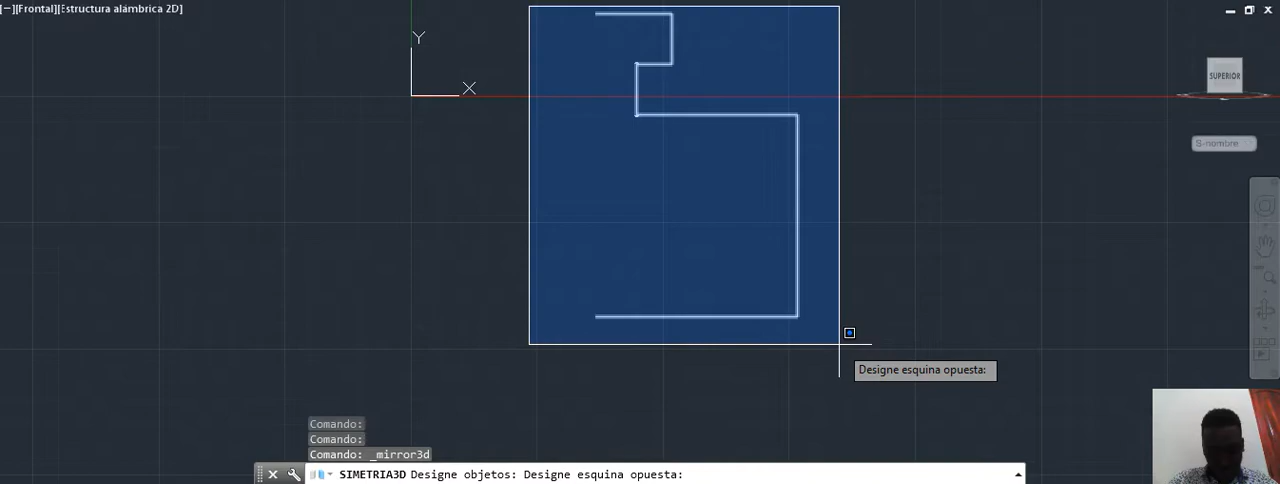 [−][Frontal][Estructura alámbrica 2D]
Y
X
SUPERIOR
S-nombre
Designe esquina opuesta:
Comando:
Comando:
Comando: _mirror3d
SIMETRIA3D Designe objetos: Designe esquina opuesta: